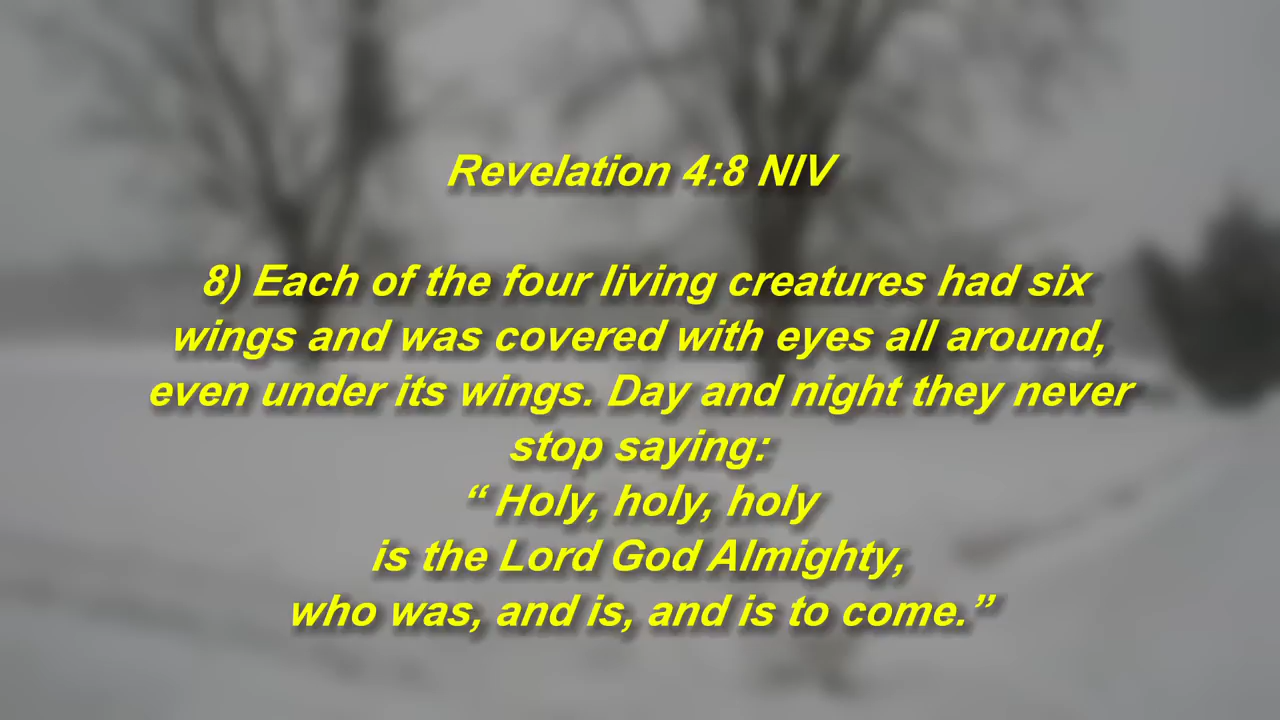 Revelation 4:8 NIV
8) Each of the four living creatures had six
wings and was covered with eyes all around,
even under its wings. Day and night they never
stop saying:
“ Holy, holy, holy
is the Lord God Almighty,
who was, and is, and is to come.”